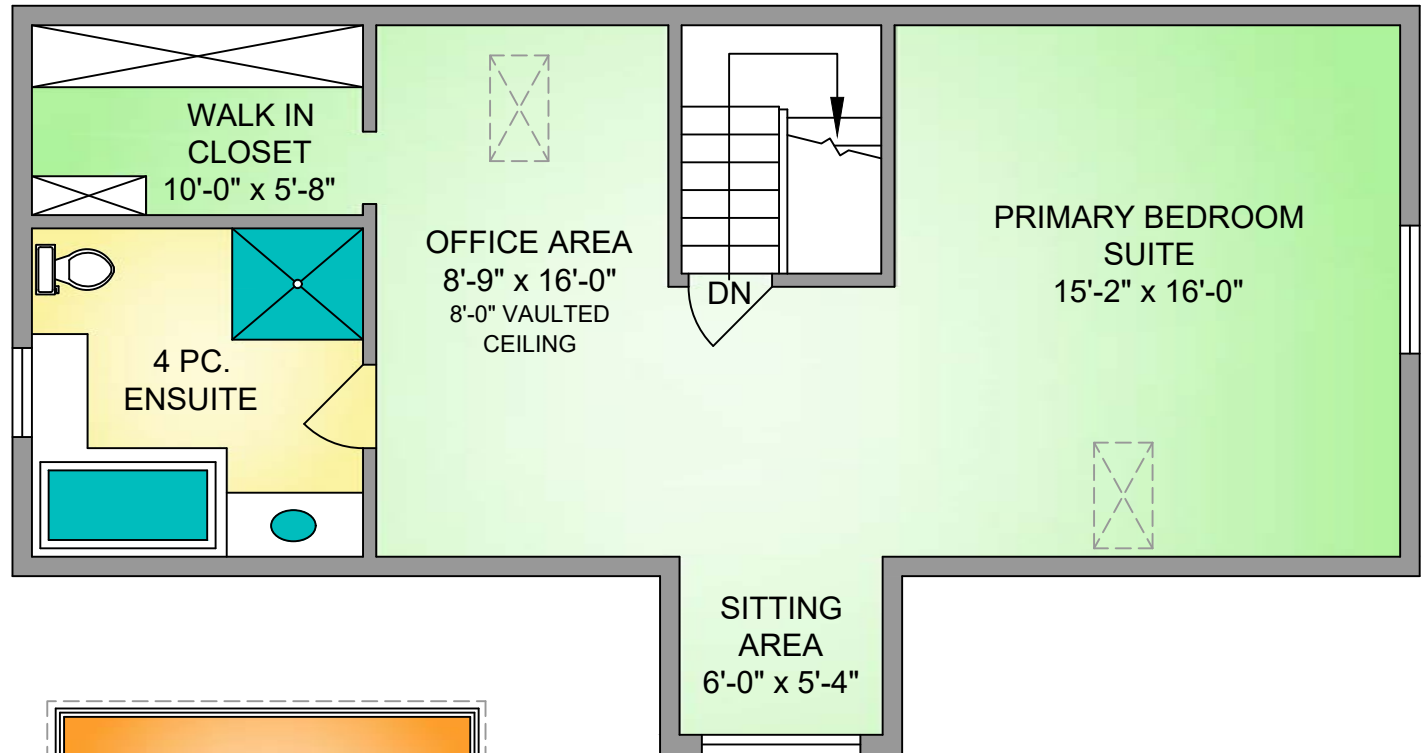 WALK IN
CLOSET
10'-0" x 5'-8"
OFFICE AREA
8'-9" x 16'-0"
8'-0" VAULTED
CEILING
DN
PRIMARY BEDROOM
SUITE
15'-2" x 16'-0"
4 PC.
ENSUITE
SITTING
AREA
6'-0" x 5'-4"